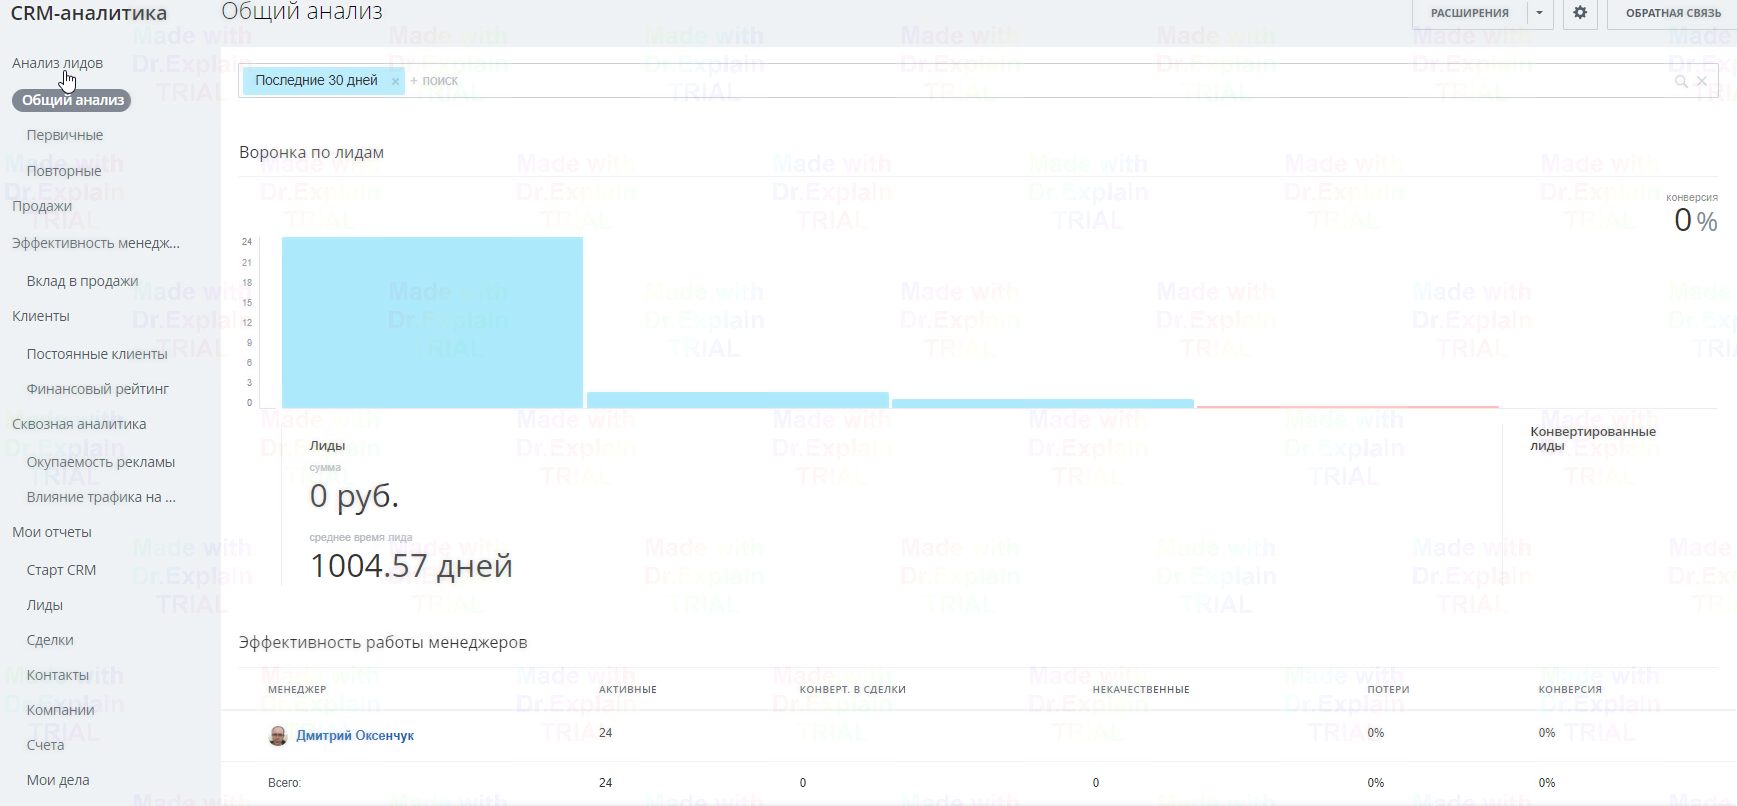 CRM-аналитика
Общий анализ
РАСШИРЕНИЯ
ОБРАТНАЯ СВЯЗЬ
Анализ лидов
Общий анализ
Первичные
Повторные
Продажи
Эффективность менедж...
Вклад в продажи
Клиенты
Постоянные клиенты
Финансовый рейтинг
Сквозная аналитика
Окупаемость рекламы
Влияние трафика на ...
Мои отчеты
Старт CRM
Лиды
Сделки
Контакты
Компании
Счета
Мои дела
Последние 30 дней × + поиск
Воронка по лидам
конверсия
0 %
24
21
18
15
12
9
6
3
0
Лиды
сумма
0 руб.
среднее время лида
1004.57 дней
Конвертированные
лиды
Эффективность работы менеджеров
МЕНЕДЖЕР АКТИВНЫЕ КОНВЕРТ. В СДЕЛКИ НЕКАЧЕСТВЕННЫЕ ПОТЕРИ КОНВЕРСИЯ
Дмитрий Оксенчук 24 0% 0%
Всего: 24 0 0 0% 0%
Made with
Dr.Explain
TRIAL